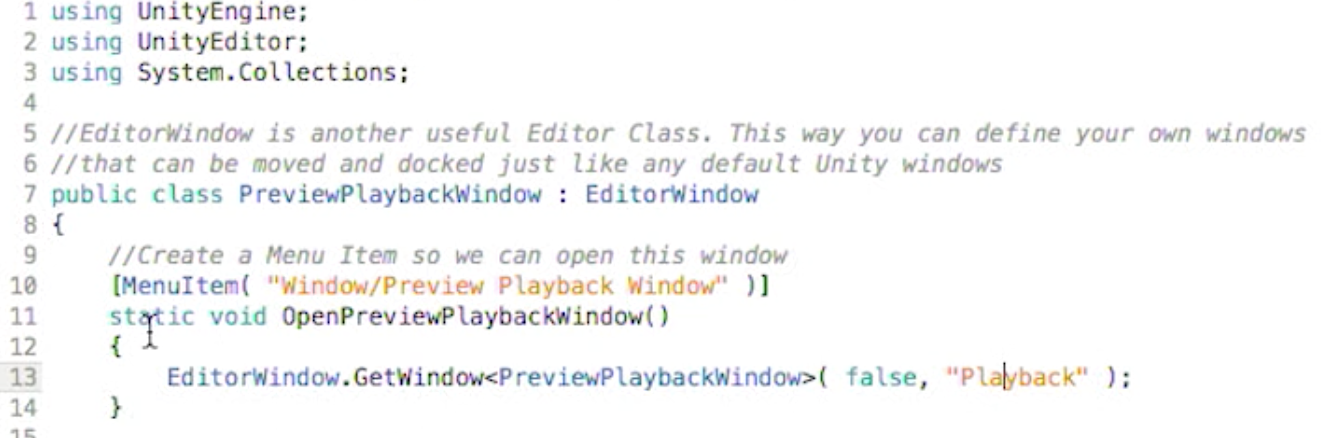 1 using UnityEngine;
2 using UnityEditor;
3 using System.Collections;
4
5 //EditorWindow is another useful Editor Class. This way you can define your own windows
6 //that can be moved and docked just like any default Unity windows
7 public class PreviewPlaybackWindow : EditorWindow
8 {
9 //Create a Menu Item so we can open this window
10 [MenuItem( "Window/Preview Playback Window" )]
11 static void OpenPreviewPlaybackWindow()
12 {
13 EditorWindow.GetWindow<PreviewPlaybackWindow>( false, "Playback" );
14 }
15